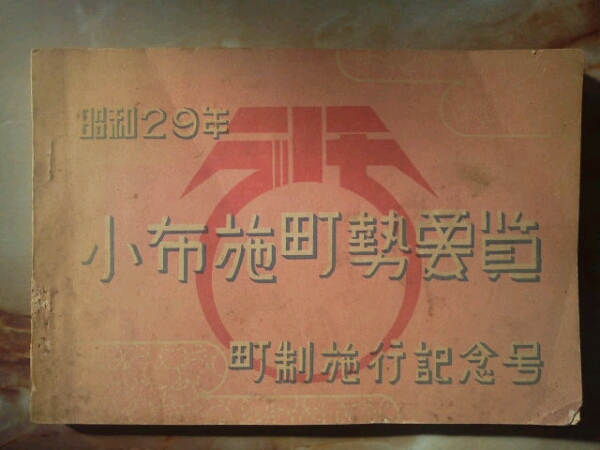 昭和29年
小布施町勢要覧
町制施行記念号